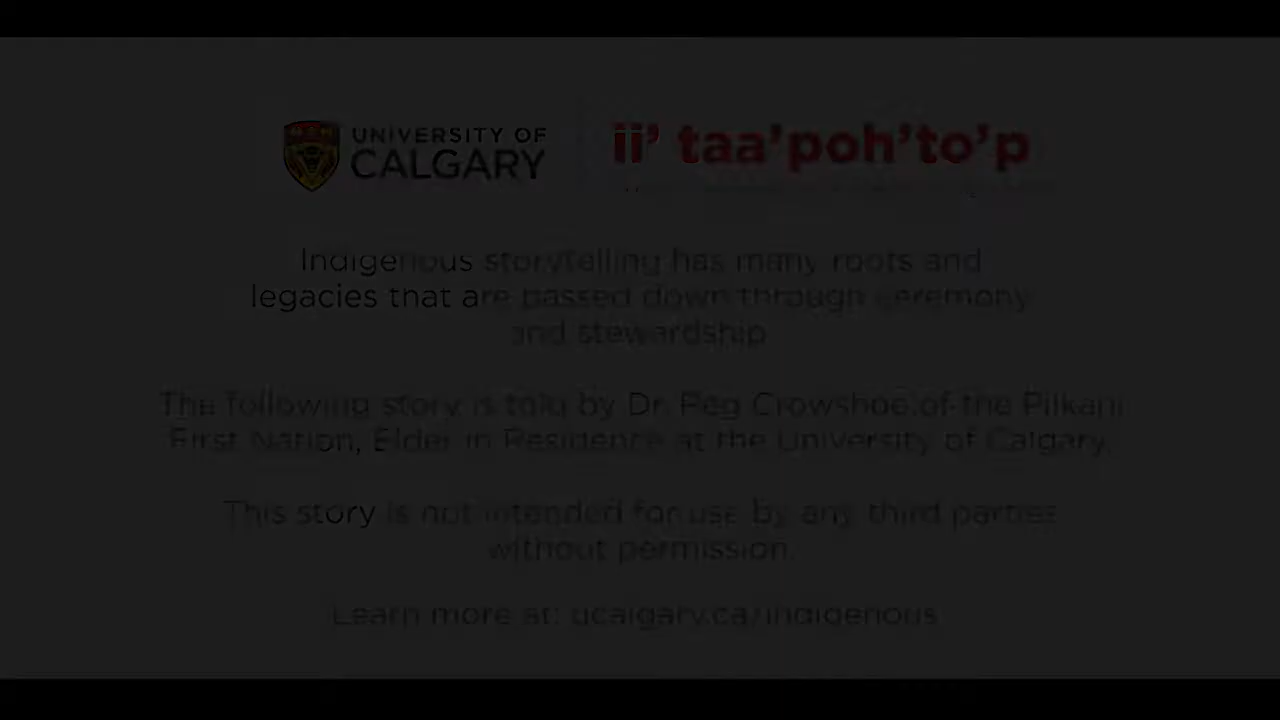 UNIVERSITY OF
CALGARY
ii' taa'poh'to'p
Indigenous storytelling has many roots and
legacies that are passed down through ceremony
and stewardship
The following story is told by Dr. Reg Crowshoe of the Piikani
First Nation, Elder in Residence at the University of Calgary.
This story is not intended for use by any third parties
without permission.
Learn more at: ucalgary.ca/indigenous